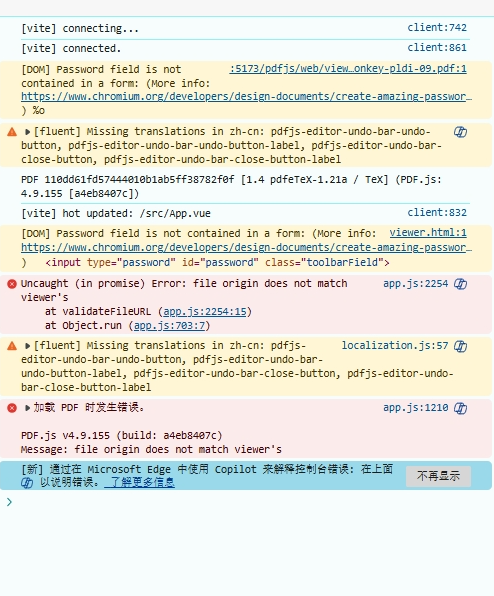 [vite] connecting... client:742
[vite] connected. client:861
[DOM] Password field is not :5173/pdfjs/web/view…onkey-pldi-09.pdf:1
contained in a form: (More info:
https://www.chromium.org/developers/design-documents/create-amazing-passwor…
) %o
[fluent] Missing translations in zh-cn: pdfjs-editor-undo-bar-undo-
button, pdfjs-editor-undo-bar-undo-button-label, pdfjs-editor-undo-bar-
close-button, pdfjs-editor-undo-bar-close-button-label
PDF 110dd61fd57444010b1ab5ff38782f0f [1.4 pdfeTeX-1.21a / TeX] (PDF.js:
4.9.155 [a4eb8407c])
[vite] hot updated: /src/App.vue client:832
[DOM] Password field is not contained in a form: (More info: viewer.html:1
https://www.chromium.org/developers/design-documents/create-amazing-passwor…
) <input type="password" id="password" class="toolbarField">
Uncaught (in promise) Error: file origin does not match app.js:2254
viewer's
at validateFileURL (app.js:2254:15)
at Object.run (app.js:703:7)
[fluent] Missing translations in zh-cn: pdfjs- localization.js:57
editor-undo-bar-undo-button, pdfjs-editor-undo-bar-
undo-button-label, pdfjs-editor-undo-bar-close-button, pdfjs-editor-undo-
bar-close-button-label
加载 PDF 时发生错误。 app.js:1210
PDF.js v4.9.155 (build: a4eb8407c)
Message: file origin does not match viewer's
[新] 通过在 Microsoft Edge 中使用 Copilot 来解释控制台错误: 在上面
以说明错误。 了解更多信息
不再显示